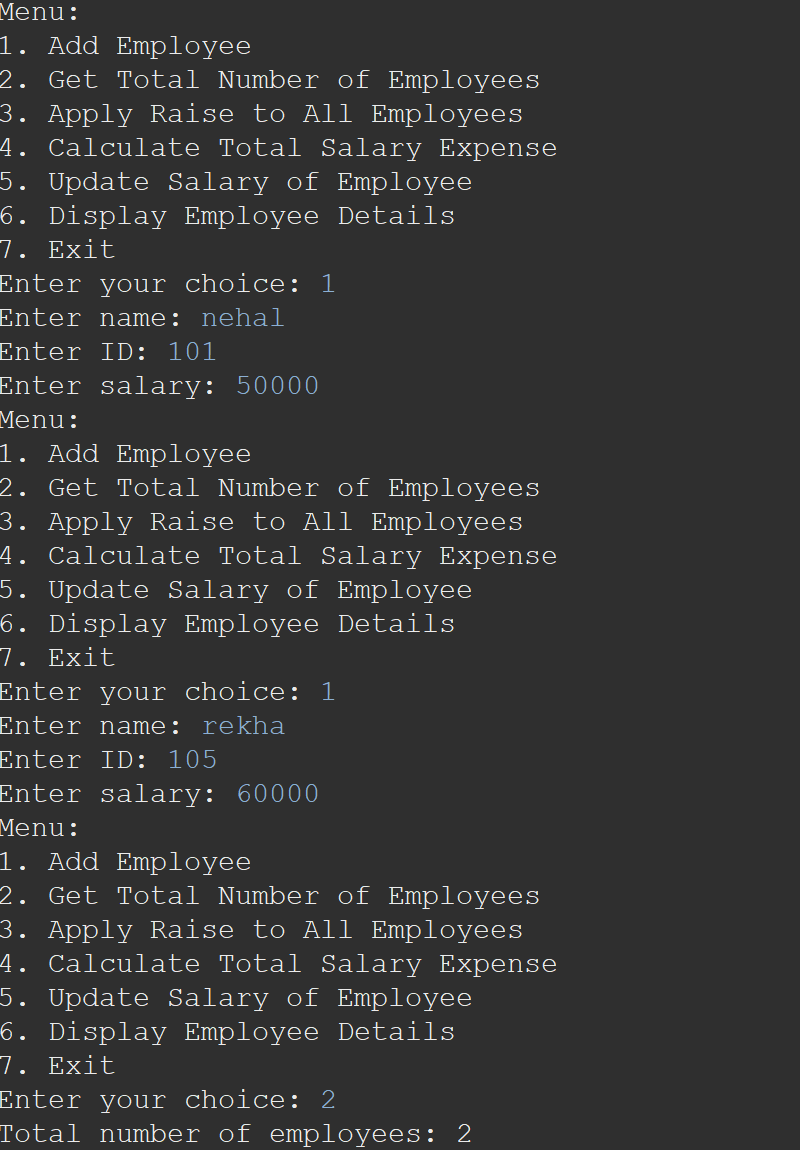 Menu:
1. Add Employee
2. Get Total Number of Employees
3. Apply Raise to All Employees
4. Calculate Total Salary Expense
5. Update Salary of Employee
6. Display Employee Details
7. Exit
Enter your choice: 1
Enter name: nehal
Enter ID: 101
Enter salary: 50000
Menu:
1. Add Employee
2. Get Total Number of Employees
3. Apply Raise to All Employees
4. Calculate Total Salary Expense
5. Update Salary of Employee
6. Display Employee Details
7. Exit
Enter your choice: 1
Enter name: rekha
Enter ID: 105
Enter salary: 60000
Menu:
1. Add Employee
2. Get Total Number of Employees
3. Apply Raise to All Employees
4. Calculate Total Salary Expense
5. Update Salary of Employee
6. Display Employee Details
7. Exit
Enter your choice: 2
Total number of employees: 2